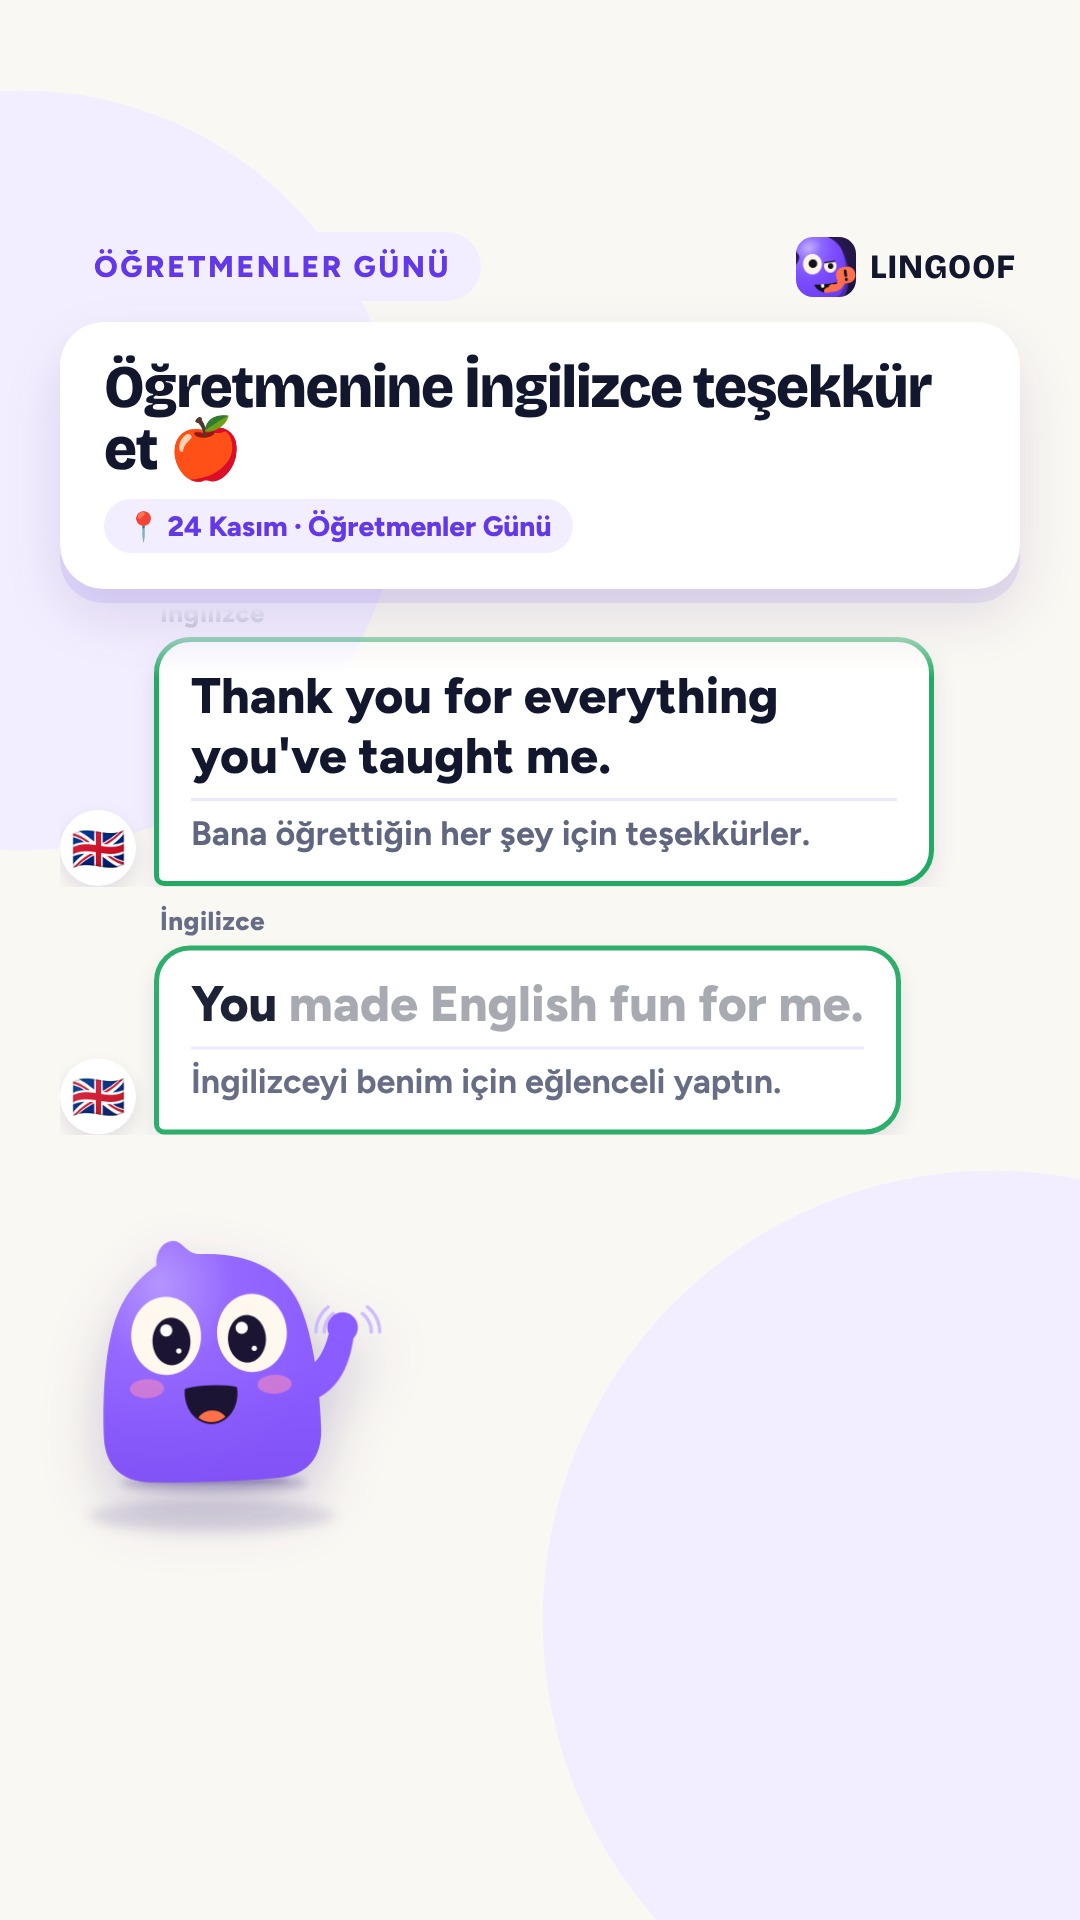 ÖĞRETMENLER GÜNÜ
LINGOOF
Öğretmenine İngilizce teşekkür
et 🍎
📍 24 Kasım · Öğretmenler Günü
İngilizce
Thank you for everything
you've taught me.
Bana öğrettiğin her şey için teşekkürler.
İngilizce
You made English fun for me.
İngilizceyi benim için eğlenceli yaptın.